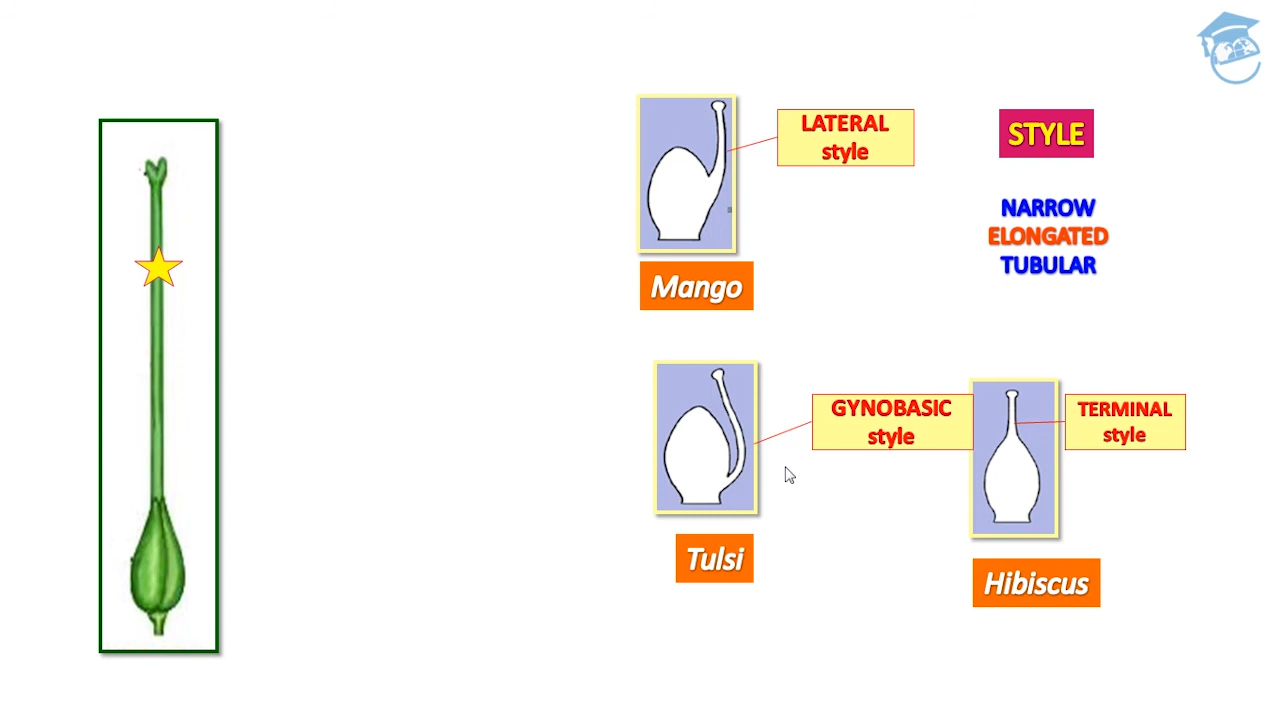 LATERAL
style
STYLE
NARROW
ELONGATED
TUBULAR
Mango
GYNOBASIC
style
TERMINAL
style
Tulsi
Hibiscus